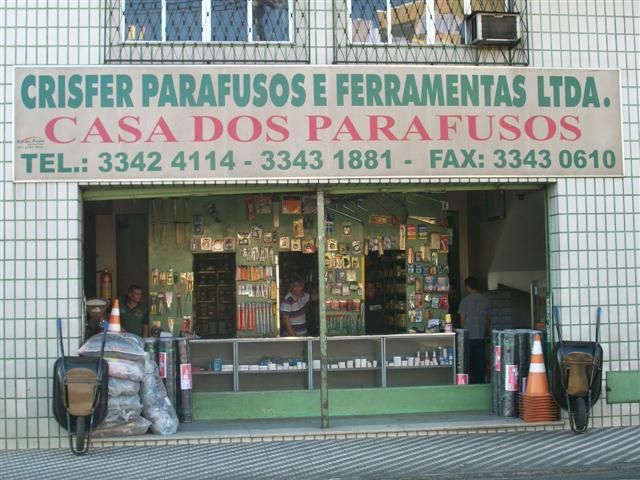 CRISFER PARAFUSOS E FERRAMENTAS LTDA.
CASA DOS PARAFUSOS
TEL.: 3342 4114 - 3343 1881 - FAX: 3343 0610